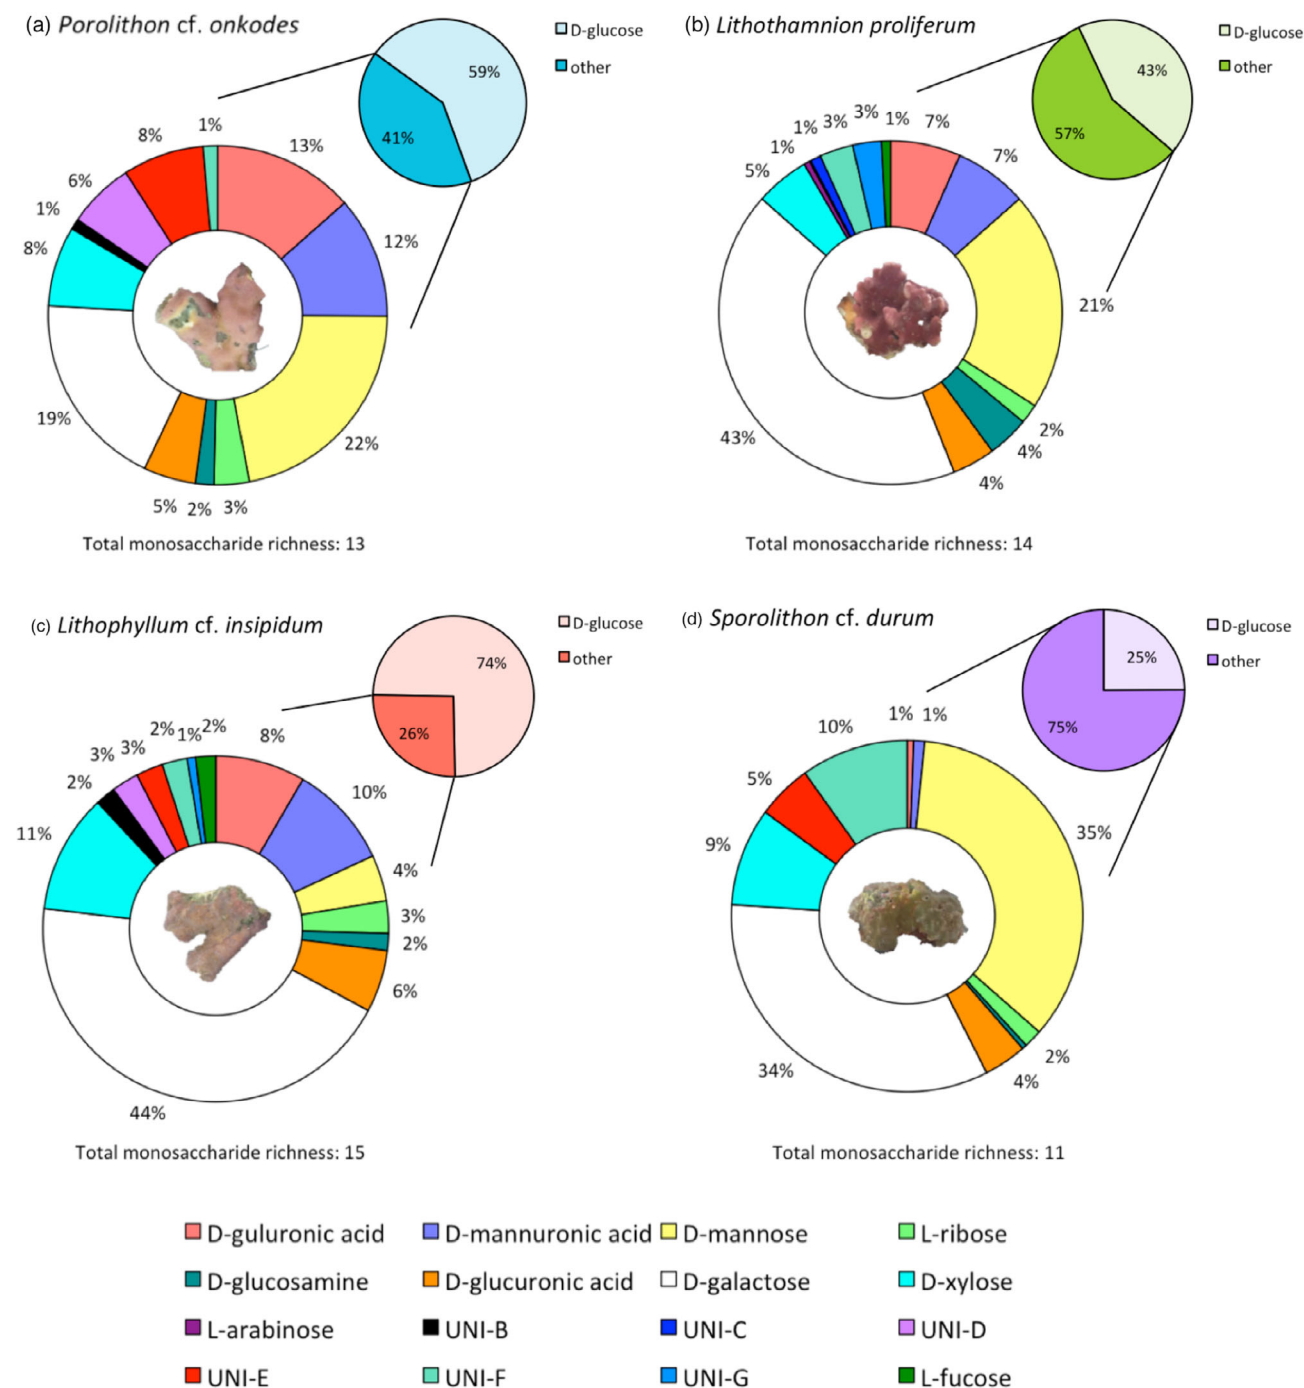 (a) Porolithon cf. onkodes
D-glucose
other
59%
41%
1%
13%
12%
22%
3%
2%
5%
19%
8%
1%
6%
8%
Total monosaccharide richness: 13
(b) Lithothamnion proliferum
D-glucose
other
43%
57%
1%
7%
7%
21%
2%
4%
4%
43%
5%
1%
1%
3%
3%
Total monosaccharide richness: 14
(c) Lithophyllum cf. insipidum
D-glucose
other
74%
26%
8%
10%
4%
3%
2%
6%
44%
11%
2%
3%
3%
2%
1%
2%
Total monosaccharide richness: 15
(d) Sporolithon cf. durum
D-glucose
other
25%
75%
1%
1%
35%
2%
4%
34%
9%
5%
10%
Total monosaccharide richness: 11
D-guluronic acid
D-mannuronic acid
D-mannose
L-ribose
D-glucosamine
D-glucuronic acid
D-galactose
D-xylose
L-arabinose
UNI-B
UNI-C
UNI-D
UNI-E
UNI-F
UNI-G
L-fucose